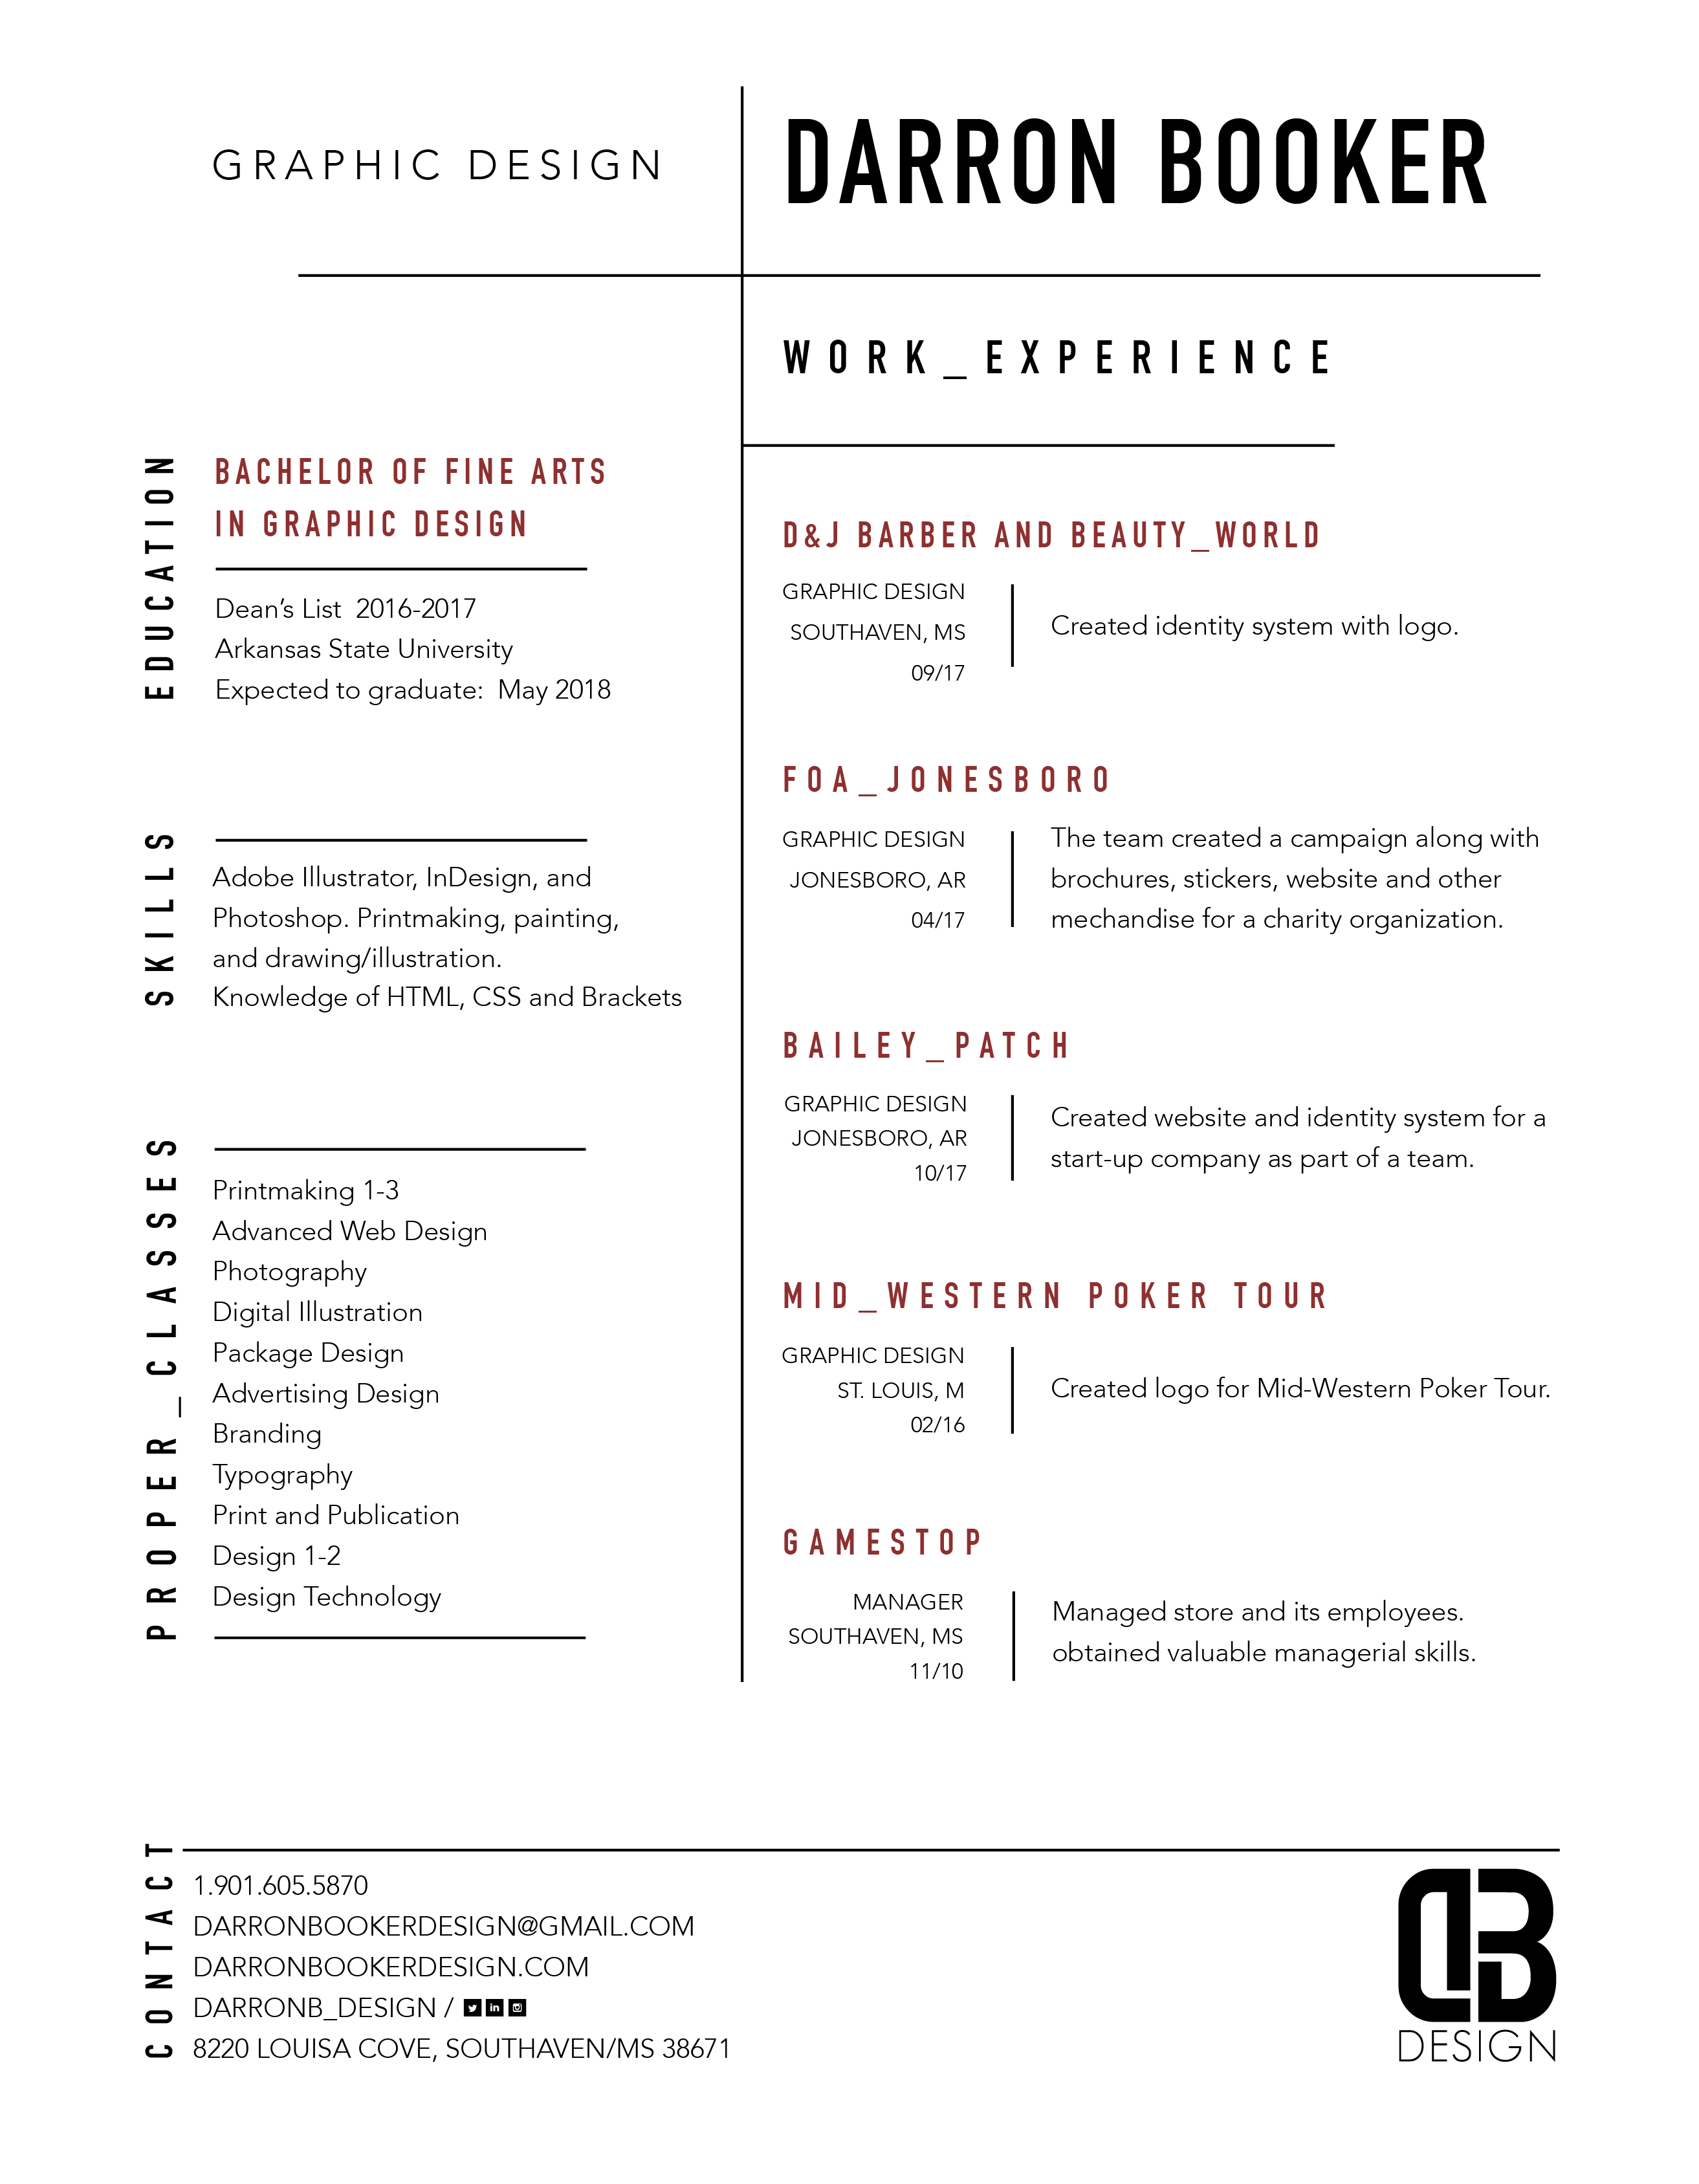 GRAPHIC DESIGN
DARRON BOOKER
EDUCATION
BACHELOR OF FINE ARTS
IN GRAPHIC DESIGN
Dean’s List  2016-2017
Arkansas State University
Expected to graduate:  May 2018
SKILLS
Adobe Illustrator, InDesign, and
Photoshop. Printmaking, painting,
and drawing/illustration.
Knowledge of HTML, CSS and Brackets
PROPER_CLASSES
Printmaking 1-3
Advanced Web Design
Photography
Digital Illustration
Package Design
Advertising Design
Branding
Typography
Print and Publication
Design 1-2
Design Technology
WORK_EXPERIENCE
D&J BARBER AND BEAUTY_WORLD
GRAPHIC DESIGN
SOUTHAVEN, MS
09/17
Created identity system with logo.
FOA_JONESBORO
GRAPHIC DESIGN
JONESBORO, AR
04/17
The team created a campaign along with
brochures, stickers, website and other
mechandise for a charity organization.
BAILEY_PATCH
GRAPHIC DESIGN
JONESBORO, AR
10/17
Created website and identity system for a
start-up company as part of a team.
MID_WESTERN POKER TOUR
GRAPHIC DESIGN
ST. LOUIS, M
02/16
Created logo for Mid-Western Poker Tour.
GAMESTOP
MANAGER
SOUTHAVEN, MS
11/10
Managed store and its employees.
obtained valuable managerial skills.
CONTACT
1.901.605.5870
DARRONBOOKERDESIGN@GMAIL.COM
DARRONBOOKERDESIGN.COM
DARRONB_DESIGN / in
8220 LOUISA COVE, SOUTHAVEN/MS 38671
DB
DESIGN